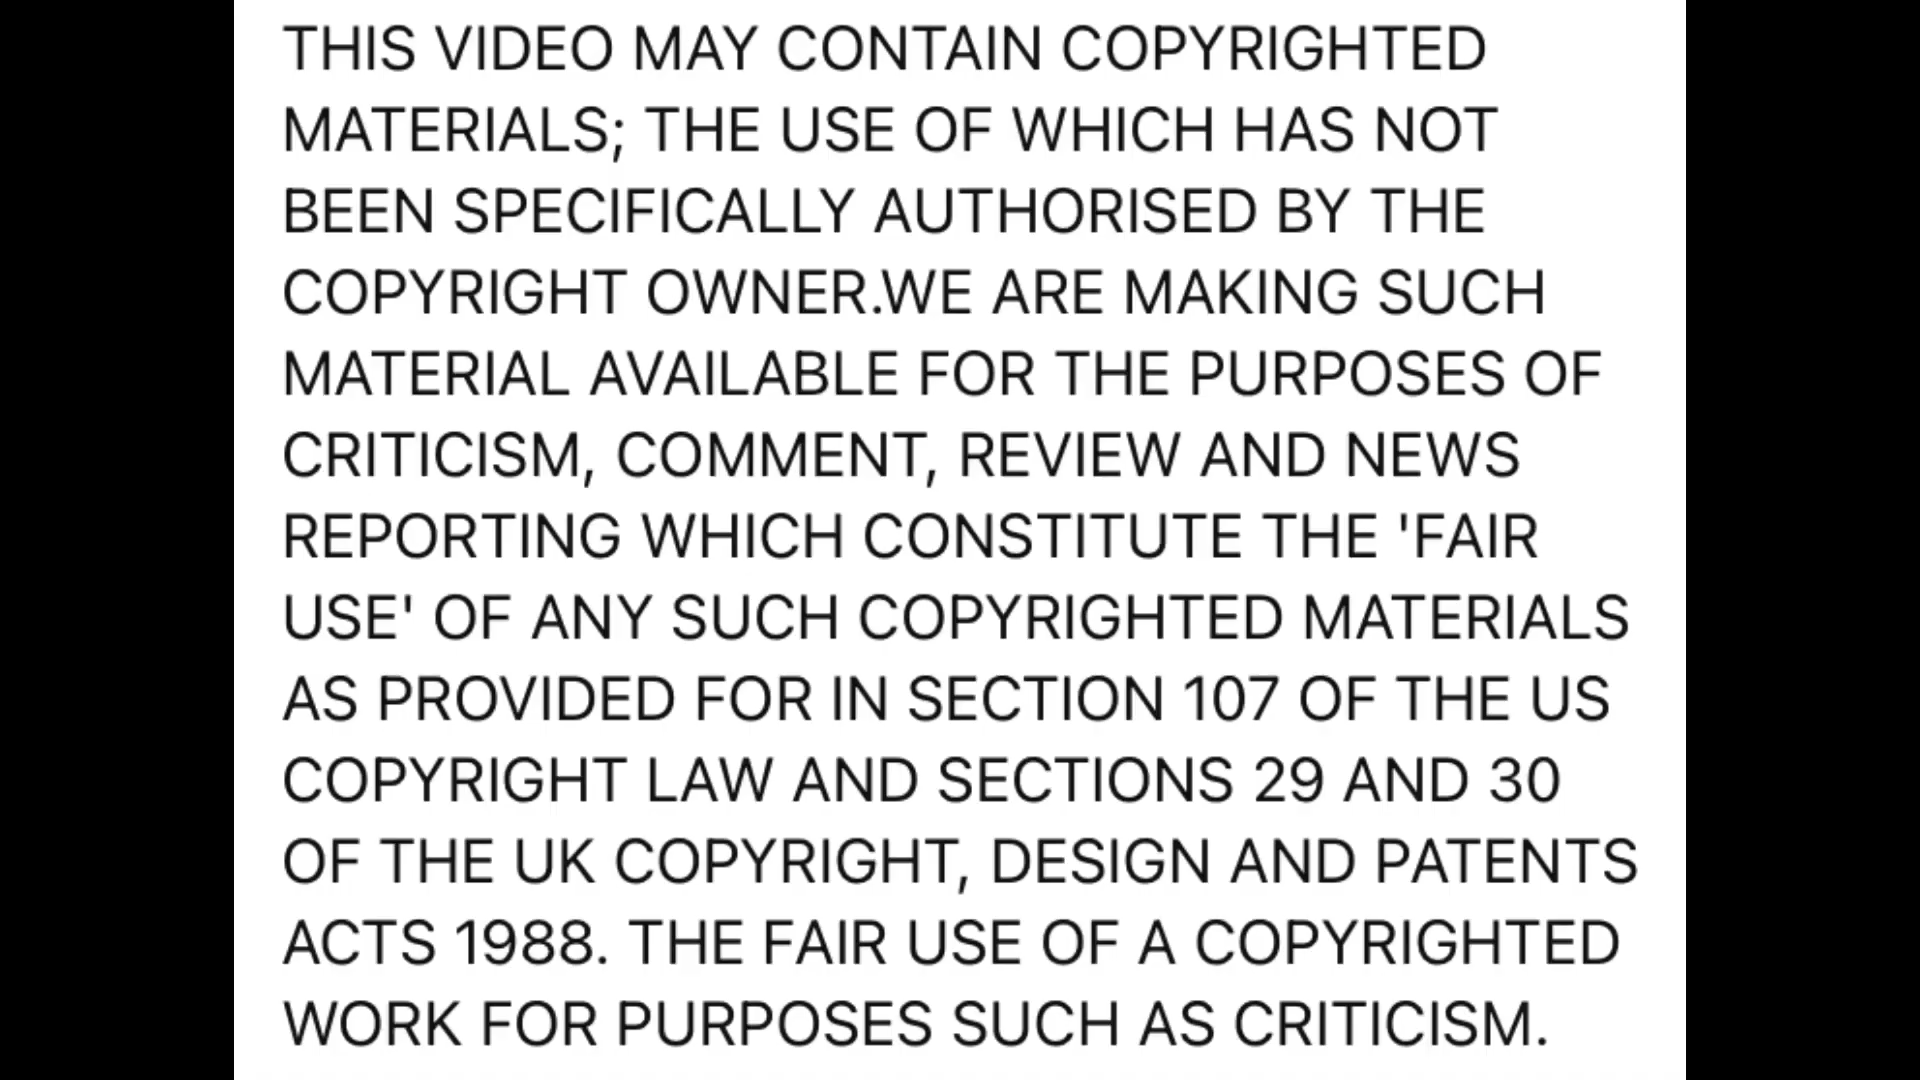 THIS VIDEO MAY CONTAIN COPYRIGHTED
MATERIALS; THE USE OF WHICH HAS NOT
BEEN SPECIFICALLY AUTHORISED BY THE
COPYRIGHT OWNER.WE ARE MAKING SUCH
MATERIAL AVAILABLE FOR THE PURPOSES OF
CRITICISM, COMMENT, REVIEW AND NEWS
REPORTING WHICH CONSTITUTE THE 'FAIR
USE' OF ANY SUCH COPYRIGHTED MATERIALS
AS PROVIDED FOR IN SECTION 107 OF THE US
COPYRIGHT LAW AND SECTIONS 29 AND 30
OF THE UK COPYRIGHT, DESIGN AND PATENTS
ACTS 1988. THE FAIR USE OF A COPYRIGHTED
WORK FOR PURPOSES SUCH AS CRITICISM.